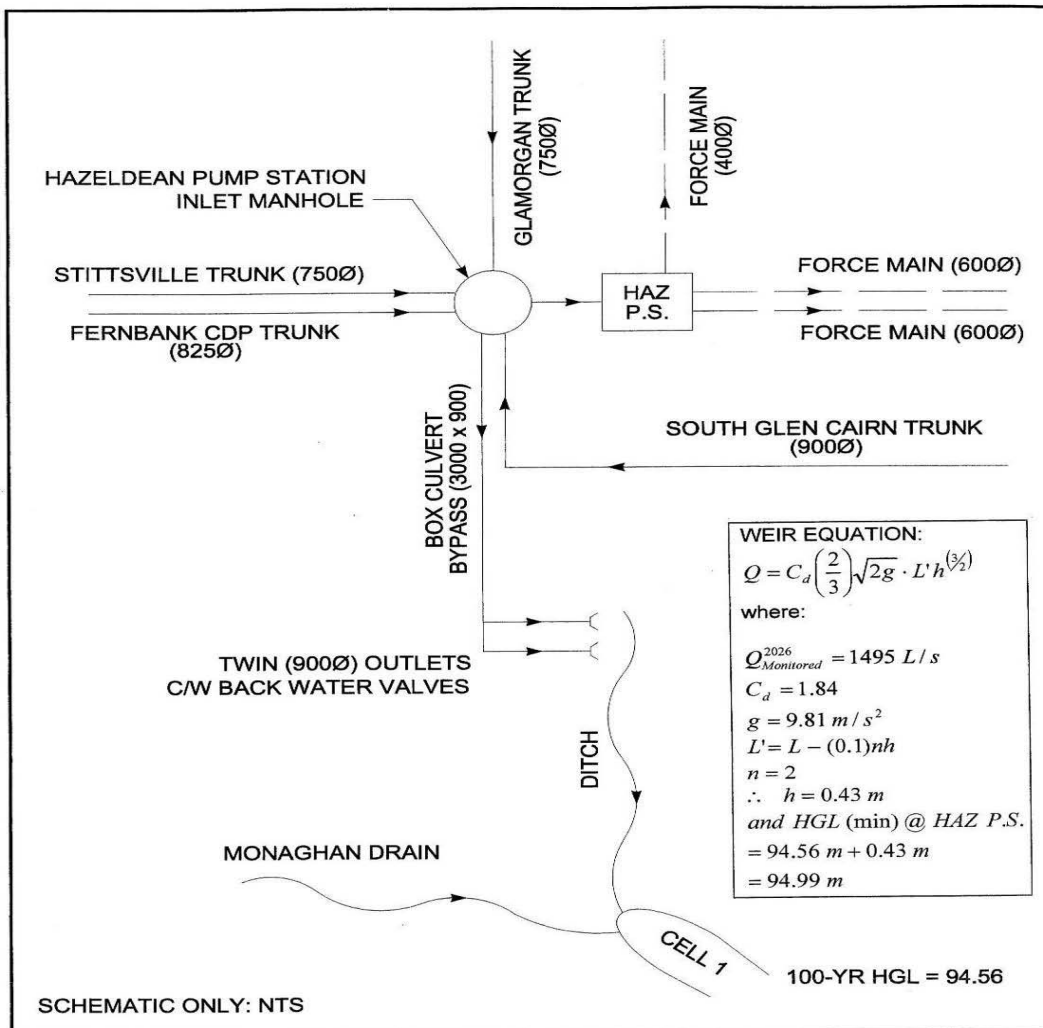 GLAMORGAN TRUNK
(750Ø)
FORCE MAIN
(400Ø)
HAZELDEAN PUMP STATION
INLET MANHOLE
STITTSVILLE TRUNK (750Ø)
FERNBANK CDP TRUNK
(825Ø)
HAZ
P.S.
FORCE MAIN (600Ø)
FORCE MAIN (600Ø)
SOUTH GLEN CAIRN TRUNK
(900Ø)
BOX CULVERT
BYPASS (3000 x 900)
TWIN (900Ø) OUTLETS
C/W BACK WATER VALVES
DITCH
WEIR EQUATION:
Q = C_d (2/3) √2g · L' h^(3/2)
where:
Q_Monitored^2026 = 1495 L/s
C_d = 1.84
g = 9.81 m/s²
L' = L − (0.1)nh
n = 2
∴ h = 0.43 m
and HGL (min) @ HAZ P.S.
= 94.56 m + 0.43 m
= 94.99 m
MONAGHAN DRAIN
CELL 1
100-YR HGL = 94.56
SCHEMATIC ONLY: NTS